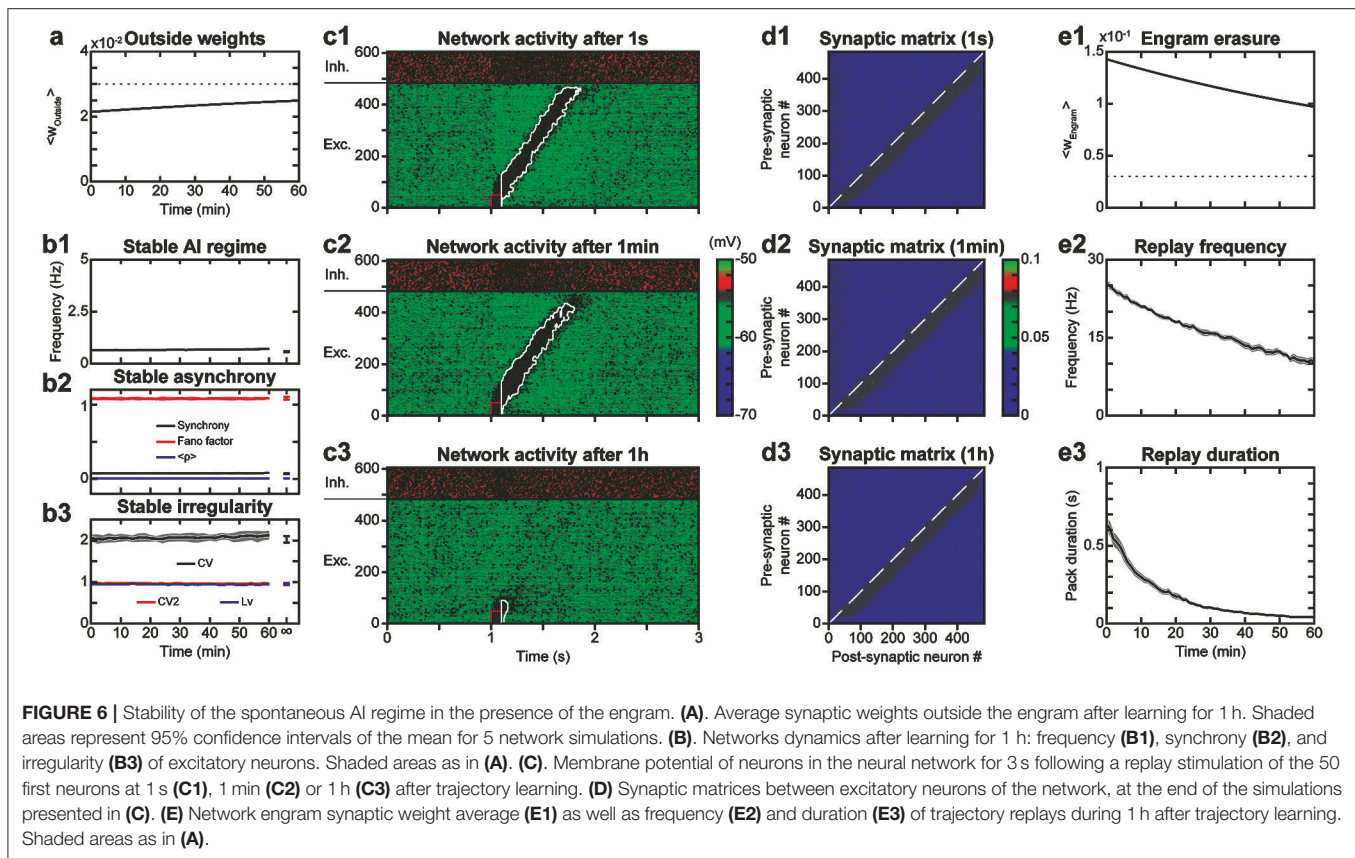 a
×10⁻²
Outside weights
<w_Outside>
4
2
0
0 10 20 30 40 50 60
Time (min)
b1
Stable AI regime
Frequency (Hz)
5
2.5
0
b2
Stable asynchrony
1
0
Synchrony
Fano factor
<ρ>
b3
Stable irregularity
2
1
0
CV
CV2 Lv
0 10 20 30 40 50 60 ∞
Time (min)
c1
Network activity after 1s
600
Inh.
400
Exc.
200
0
c2
Network activity after 1min
600
Inh.
400
Exc.
200
0
(mV)
-50
-60
-70
c3
Network activity after 1h
600
Inh.
400
Exc.
200
0
0 1 2 3
Time (s)
d1
Synaptic matrix (1s)
Pre-synaptic
neuron #
400
300
200
100
0
d2
Synaptic matrix (1min)
Pre-synaptic
neuron #
400
300
200
100
0
0.1
0.05
0
d3
Synaptic matrix (1h)
Pre-synaptic
neuron #
400
300
200
100
0
0 100 200 300 400
Post-synaptic neuron #
e1
×10⁻¹
Engram erasure
<w_Engram>
1.5
1
0.5
0
e2
Replay frequency
Frequency (Hz)
30
15
0
e3
Replay duration
Pack duration (s)
1
0.5
0
0 10 20 30 40 50 60
Time (min)
FIGURE 6 | Stability of the spontaneous AI regime in the presence of the engram. (A). Average synaptic weights outside the engram after learning for 1 h. Shaded
areas represent 95% confidence intervals of the mean for 5 network simulations. (B). Networks dynamics after learning for 1 h: frequency (B1), synchrony (B2), and
irregularity (B3) of excitatory neurons. Shaded areas as in (A). (C). Membrane potential of neurons in the neural network for 3 s following a replay stimulation of the 50
first neurons at 1 s (C1), 1 min (C2) or 1 h (C3) after trajectory learning. (D) Synaptic matrices between excitatory neurons of the network, at the end of the simulations
presented in (C). (E) Network engram synaptic weight average (E1) as well as frequency (E2) and duration (E3) of trajectory replays during 1 h after trajectory learning.
Shaded areas as in (A).